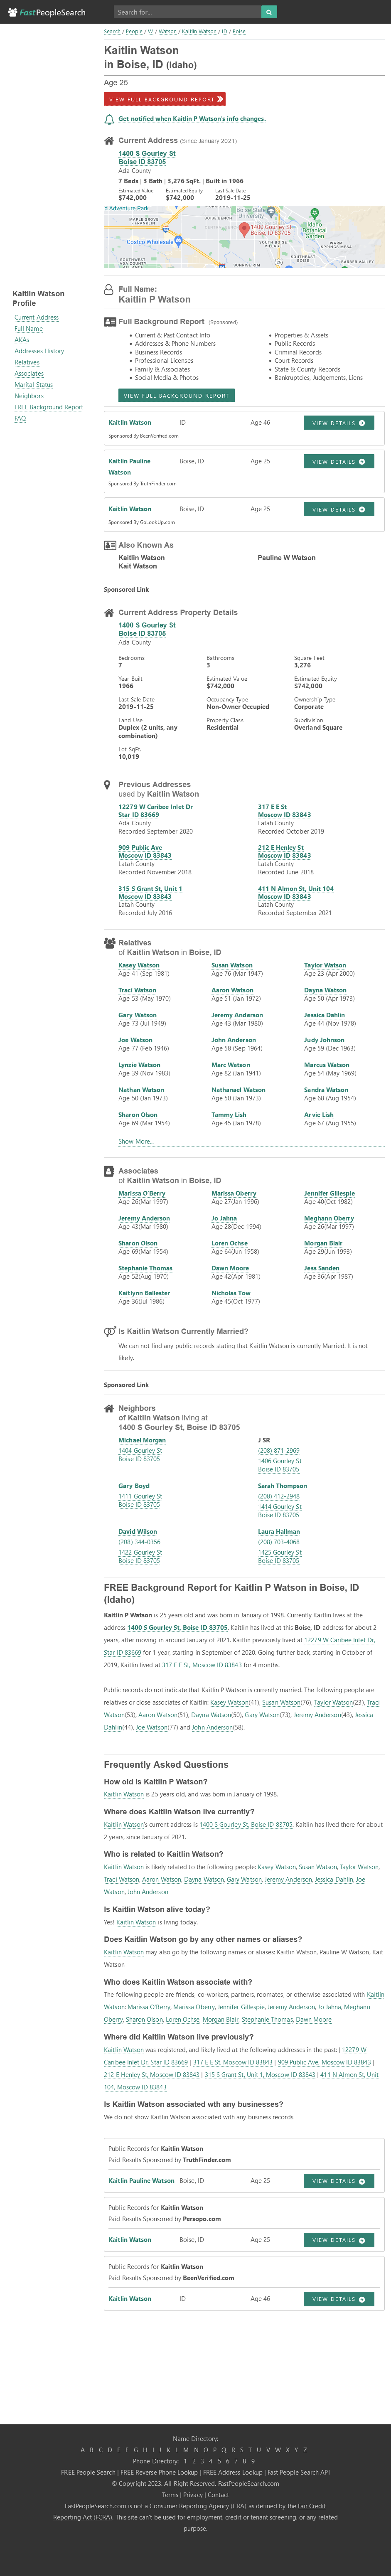 FastPeopleSearch
Search for...
Search / People / W / Watson / Kaitlin Watson / ID / Boise
Kaitlin Watson
in Boise, ID (Idaho)
Age 25
VIEW FULL BACKGROUND REPORT
Get notified when Kaitlin P Watson's info changes.
Current Address (Since January 2021)
1400 S Gourley St
Boise ID 83705
Ada County
7 Beds | 3 Bath | 3,276 SqFt. | Built in 1966
Estimated Value Estimated Equity Last Sale Date
$742,000 $742,000 2019-11-25
Kaitlin Watson
Profile
Current Address
Full Name
AKAs
Addresses History
Relatives
Associates
Marital Status
Neighbors
FREE Background Report
FAQ
Full Name:
Kaitlin P Watson
Full Background Report (Sponsored)
Current & Past Contact Info
Addresses & Phone Numbers
Business Records
Professional Licenses
Family & Associates
Social Media & Photos
Properties & Assets
Public Records
Criminal Records
Court Records
State & County Records
Bankruptcies, Judgements, Liens
VIEW FULL BACKGROUND REPORT
Kaitlin Watson ID Age 46 VIEW DETAILS
Sponsored By BeenVerified.com
Kaitlin Pauline
Watson
Boise, ID Age 25 VIEW DETAILS
Sponsored By TruthFinder.com
Kaitlin Watson Boise, ID Age 25 VIEW DETAILS
Sponsored By GoLookUp.com
Also Known As
Kaitlin Watson Pauline W Watson
Kait Watson
Sponsored Link
Current Address Property Details
1400 S Gourley St
Boise ID 83705
Ada County
Bedrooms Bathrooms Square Feet
7 3 3,276
Year Built Estimated Value Estimated Equity
1966 $742,000 $742,000
Last Sale Date Occupancy Type Ownership Type
2019-11-25 Non-Owner Occupied Corporate
Land Use Property Class Subdivision
Duplex (2 units, any
combination)
Residential Overland Square
Lot SqFt.
10,019
Previous Addresses
used by Kaitlin Watson
12279 W Caribee Inlet Dr
Star ID 83669
Ada County
Recorded September 2020
317 E E St
Moscow ID 83843
Latah County
Recorded October 2019
909 Public Ave
Moscow ID 83843
Latah County
Recorded November 2018
212 E Henley St
Moscow ID 83843
Latah County
Recorded June 2018
315 S Grant St, Unit 1
Moscow ID 83843
Latah County
Recorded July 2016
411 N Almon St, Unit 104
Moscow ID 83843
Latah County
Recorded September 2021
Relatives
of Kaitlin Watson in Boise, ID
Kasey Watson Susan Watson Taylor Watson
Age 41 (Sep 1981) Age 76 (Mar 1947) Age 23 (Apr 2000)
Traci Watson Aaron Watson Dayna Watson
Age 53 (May 1970) Age 51 (Jan 1972) Age 50 (Apr 1973)
Gary Watson Jeremy Anderson Jessica Dahlin
Age 73 (Jul 1949) Age 43 (Mar 1980) Age 44 (Nov 1978)
Joe Watson John Anderson Judy Johnson
Age 77 (Feb 1946) Age 58 (Sep 1964) Age 59 (Dec 1963)
Lynzie Watson Marc Watson Marcus Watson
Age 39 (Nov 1983) Age 82 (Jan 1941) Age 54 (May 1969)
Nathan Watson Nathanael Watson Sandra Watson
Age 50 (Jan 1973) Age 50 (Jan 1973) Age 68 (Aug 1954)
Sharon Olson Tammy Lish Arvie Lish
Age 69 (Mar 1954) Age 45 (Jan 1978) Age 67 (Aug 1955)
Show More...
Associates
of Kaitlin Watson in Boise, ID
Marissa O'Berry Marissa Oberry Jennifer Gillespie
Age 26(Mar 1997) Age 27(Jan 1996) Age 40(Oct 1982)
Jeremy Anderson Jo Jahna Meghann Oberry
Age 43(Mar 1980) Age 28(Dec 1994) Age 26(Mar 1997)
Sharon Olson Loren Ochse Morgan Blair
Age 69(Mar 1954) Age 64(Jun 1958) Age 29(Jun 1993)
Stephanie Thomas Dawn Moore Jess Sanden
Age 52(Aug 1970) Age 42(Apr 1981) Age 36(Apr 1987)
Kaitlynn Ballester Nicholas Tow
Age 36(Jul 1986) Age 45(Oct 1977)
Is Kaitlin Watson Currently Married?
We can not find any public records stating that Kaitlin Watson is currently Married. It is not
likely.
Sponsored Link
Neighbors
of Kaitlin Watson living at
1400 S Gourley St, Boise ID 83705
Michael Morgan
1404 Gourley St
Boise ID 83705
J SR
(208) 871-2969
1406 Gourley St
Boise ID 83705
Gary Boyd
1411 Gourley St
Boise ID 83705
Sarah Thompson
(208) 412-2948
1414 Gourley St
Boise ID 83705
David Wilson
(208) 344-0356
1422 Gourley St
Boise ID 83705
Laura Hallman
(208) 703-4068
1425 Gourley St
Boise ID 83705
FREE Background Report for Kaitlin P Watson in Boise, ID
(Idaho)
Kaitlin P Watson is 25 years old and was born in January of 1998. Currently Kaitlin lives at the
address 1400 S Gourley St, Boise ID 83705. Kaitlin has lived at this Boise, ID address for about 2
years, after moving in around January of 2021. Kaitlin previously lived at 12279 W Caribee Inlet Dr,
Star ID 83669 for 1 year, starting in September of 2020. Going further back, starting in October of
2019, Kaitlin lived at 317 E E St, Moscow ID 83843 for 4 months.
Public records do not indicate that Kaitlin P Watson is currently married. The following people may be
relatives or close associates of Kaitlin: Kasey Watson(41), Susan Watson(76), Taylor Watson(23), Traci
Watson(53), Aaron Watson(51), Dayna Watson(50), Gary Watson(73), Jeremy Anderson(43), Jessica
Dahlin(44), Joe Watson(77) and John Anderson(58).
Frequently Asked Questions
How old is Kaitlin P Watson?
Kaitlin Watson is 25 years old, and was born in January of 1998.
Where does Kaitlin Watson live currently?
Kaitlin Watson's current address is 1400 S Gourley St, Boise ID 83705. Kaitlin has lived there for about
2 years, since January of 2021.
Who is related to Kaitlin Watson?
Kaitlin Watson is likely related to the following people: Kasey Watson, Susan Watson, Taylor Watson,
Traci Watson, Aaron Watson, Dayna Watson, Gary Watson, Jeremy Anderson, Jessica Dahlin, Joe
Watson, John Anderson
Is Kaitlin Watson alive today?
Yes! Kaitlin Watson is living today.
Does Kaitlin Watson go by any other names or aliases?
Kaitlin Watson may also go by the following names or aliases: Kaitlin Watson, Pauline W Watson, Kait
Watson
Who does Kaitlin Watson associate with?
The following people are friends, co-workers, partners, roomates, or otherwise associated with Kaitlin
Watson: Marissa O'Berry, Marissa Oberry, Jennifer Gillespie, Jeremy Anderson, Jo Jahna, Meghann
Oberry, Sharon Olson, Loren Ochse, Morgan Blair, Stephanie Thomas, Dawn Moore
Where did Kaitlin Watson live previously?
Kaitlin Watson was registered, and likely lived at the following addresses in the past: | 12279 W
Caribee Inlet Dr, Star ID 83669 | 317 E E St, Moscow ID 83843 | 909 Public Ave, Moscow ID 83843 |
212 E Henley St, Moscow ID 83843 | 315 S Grant St, Unit 1, Moscow ID 83843 | 411 N Almon St, Unit
104, Moscow ID 83843
Is Kaitlin Watson associated wth any businesses?
We do not show Kaitlin Watson associated with any business records
Public Records for Kaitlin Watson
Paid Results Sponsored by TruthFinder.com
Kaitlin Pauline Watson Boise, ID Age 25 VIEW DETAILS
Public Records for Kaitlin Watson
Paid Results Sponsored by Persopo.com
Kaitlin Watson Boise, ID Age 25 VIEW DETAILS
Public Records for Kaitlin Watson
Paid Results Sponsored by BeenVerified.com
Kaitlin Watson ID Age 46 VIEW DETAILS
Name Directory:
A B C D E F G H I J K L M N O P Q R S T U V W X Y Z
Phone Directory: 1 2 3 4 5 6 7 8 9
FREE People Search | FREE Reverse Phone Lookup | FREE Address Lookup | Fast People Search API
© Copyright 2023. All Right Reserved. FastPeopleSearch.com
Terms | Privacy | Contact
FastPeopleSearch.com is not a Consumer Reporting Agency (CRA) as defined by the Fair Credit
Reporting Act (FCRA). This site can't be used for employment, credit or tenant screening, or any related
purpose.